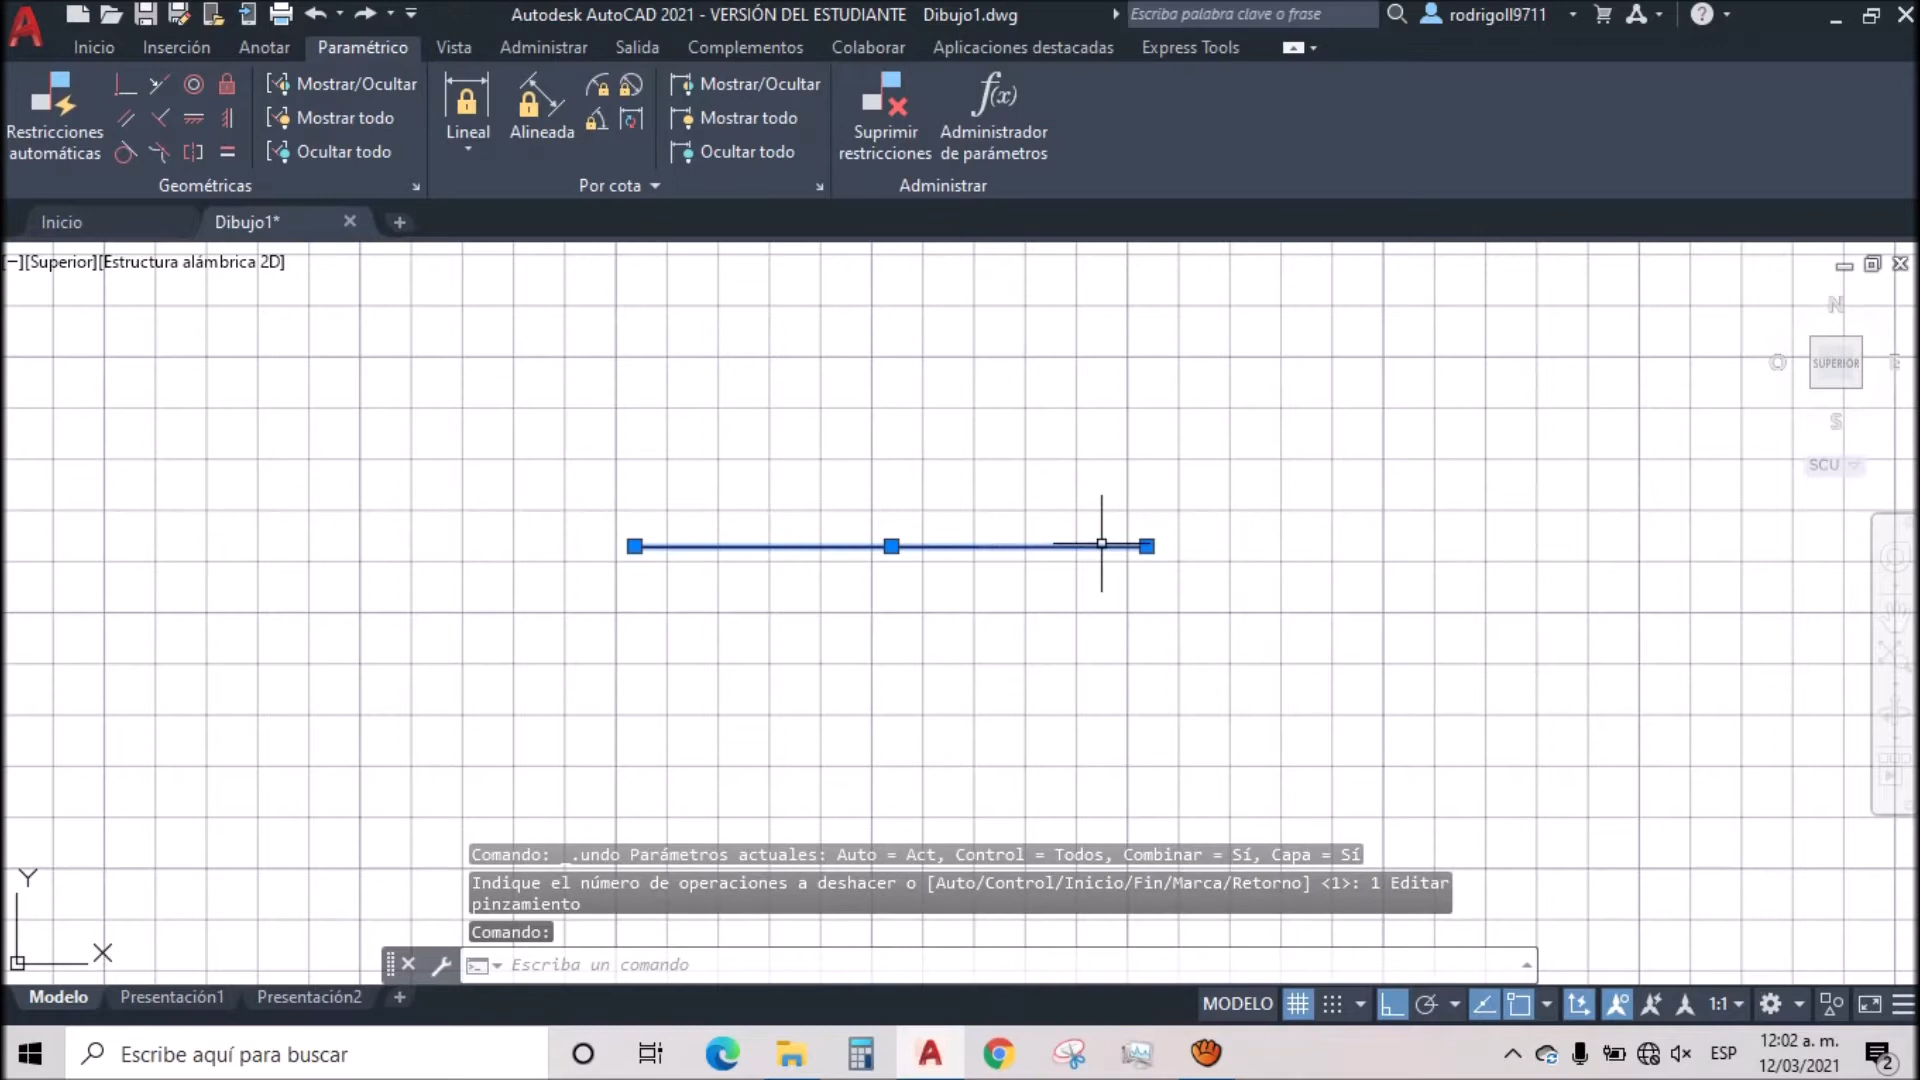 Autodesk AutoCAD 2021 - VERSIÓN DEL ESTUDIANTE Dibujo1.dwg
Escriba palabra clave o frase
rodrigoll9711
Inicio Inserción Anotar Paramétrico Vista Administrar Salida Complementos Colaborar Aplicaciones destacadas Express Tools
Restricciones automáticas
Mostrar/Ocultar
Mostrar todo
Ocultar todo
Geométricas
Lineal
Alineada
Mostrar/Ocultar
Mostrar todo
Ocultar todo
Por cota
Suprimir restricciones
f(x)
Administrador de parámetros
Administrar
Inicio
Dibujo1*
[−][Superior][Estructura alámbrica 2D]
N
O
SUPERIOR
E
S
SCU
Comando: _.undo Parámetros actuales: Auto = Act, Control = Todos, Combinar = Sí, Capa = Sí
Indique el número de operaciones a deshacer o [Auto/Control/Inicio/Fin/Marca/Retorno] <1>: 1 Editar
pinzamiento
Comando:
Escriba un comando
Y
X
Modelo Presentación1 Presentación2
MODELO
1:1
Escribe aquí para buscar
ESP
12:02 a. m.
12/03/2021
2